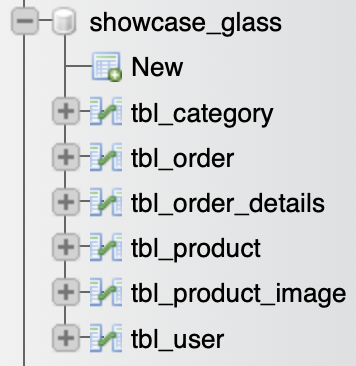 showcase_glass
New
tbl_category
tbl_order
tbl_order_details
tbl_product
tbl_product_image
tbl_user